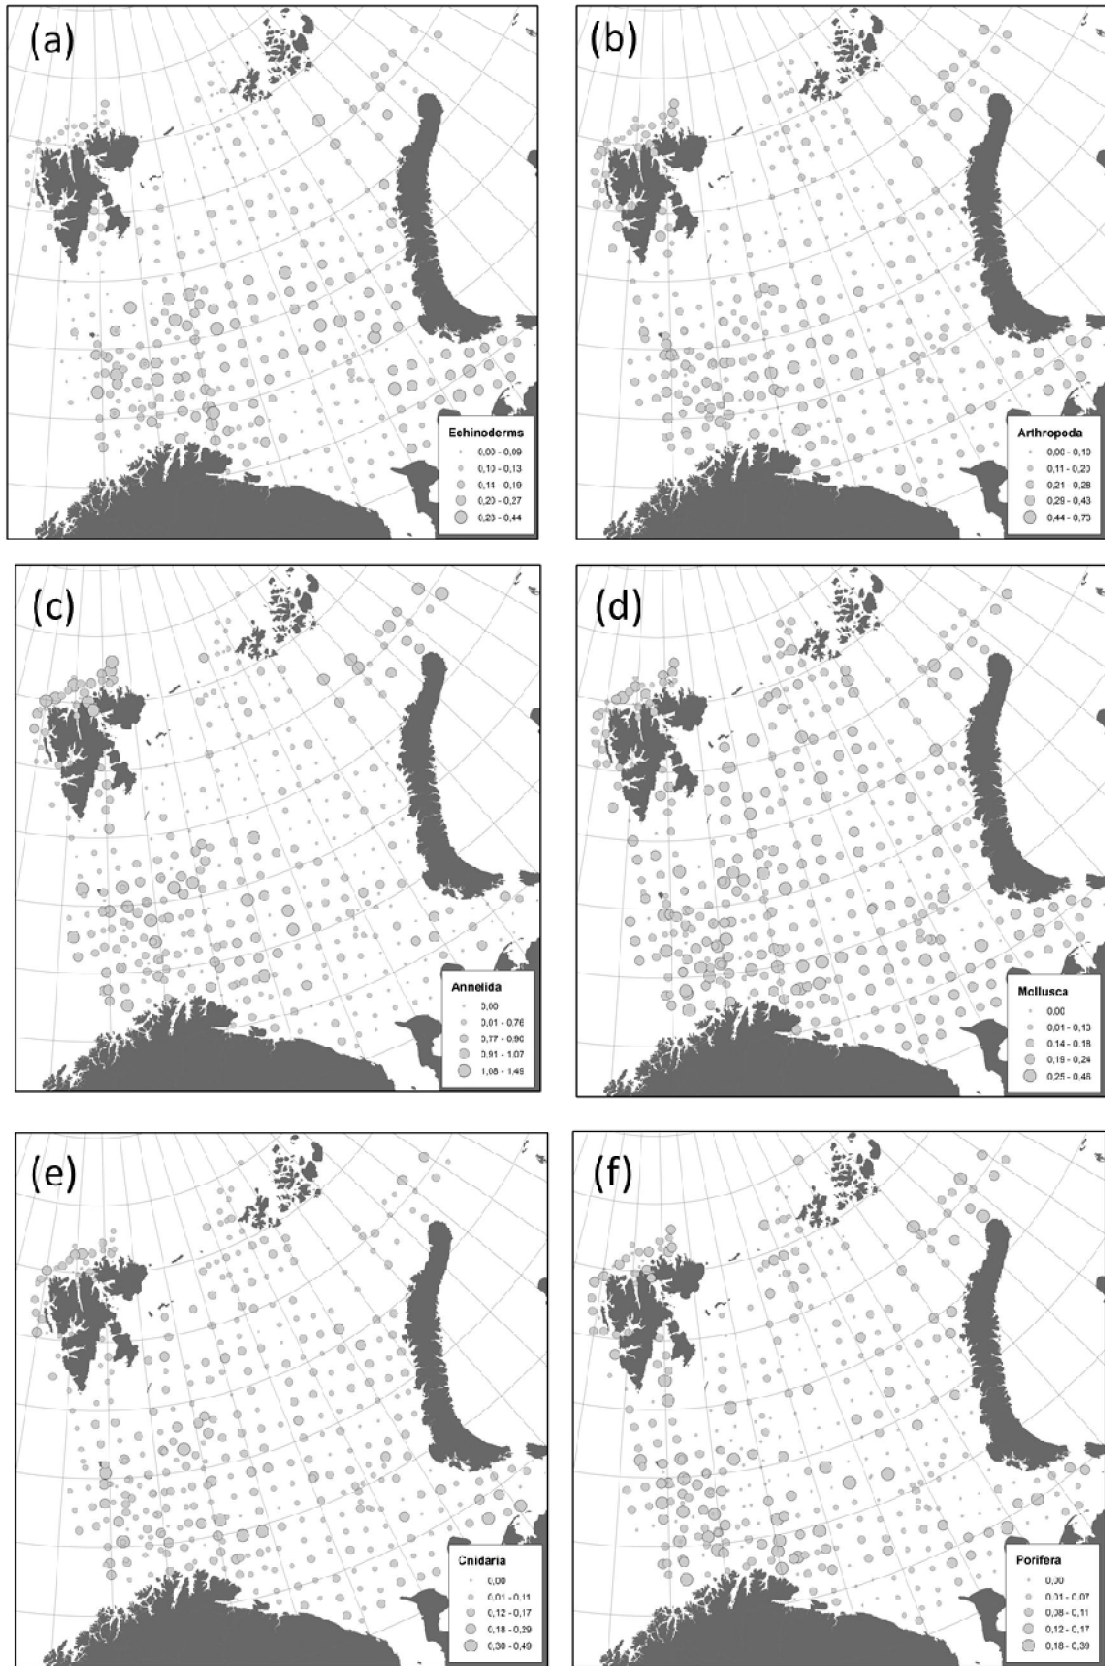 (a)
Echinoderms
0,00 - 0,09
0,10 - 0,13
0,14 - 0,19
0,20 - 0,27
0,28 - 0,44
(b)
Arthropoda
0,00 - 0,10
0,11 - 0,20
0,21 - 0,28
0,29 - 0,43
0,44 - 0,73
(c)
Annelida
0,00
0,01 - 0,76
0,77 - 0,90
0,91 - 1,07
1,08 - 1,49
(d)
Mollusca
0,00
0,01 - 0,13
0,14 - 0,18
0,19 - 0,24
0,25 - 0,46
(e)
Cnidaria
0,00
0,01 - 0,11
0,12 - 0,17
0,18 - 0,29
0,30 - 0,49
(f)
Porifera
0,00
0,01 - 0,07
0,08 - 0,11
0,12 - 0,17
0,18 - 0,39